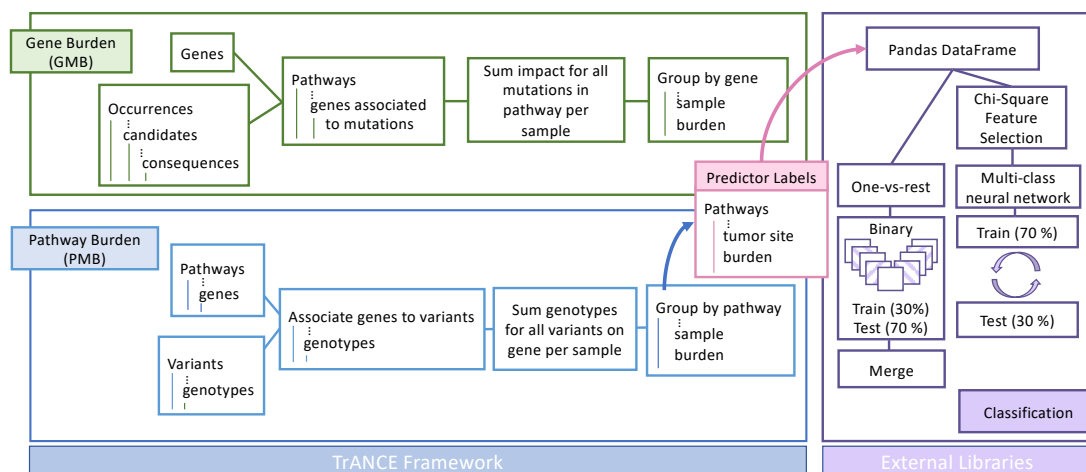 Gene Burden
(GMB)
Genes
Occurrences
candidates
consequences
Pathways
genes associated
to mutations
Sum impact for all
mutations in
pathway per
sample
Group by gene
sample
burden
Predictor Labels
Pathways
tumor site
burden
Pathway Burden
(PMB)
Pathways
genes
Variants
genotypes
Associate genes to variants
genotypes
Sum genotypes
for all variants on
gene per sample
Group by pathway
sample
burden
TrANCE Framework
Pandas DataFrame
Chi-Square
Feature
Selection
One-vs-rest
Multi-class
neural network
Binary
Train (30%)
Test (70 %)
Merge
Train (70 %)
Test (30 %)
Classification
External Libraries